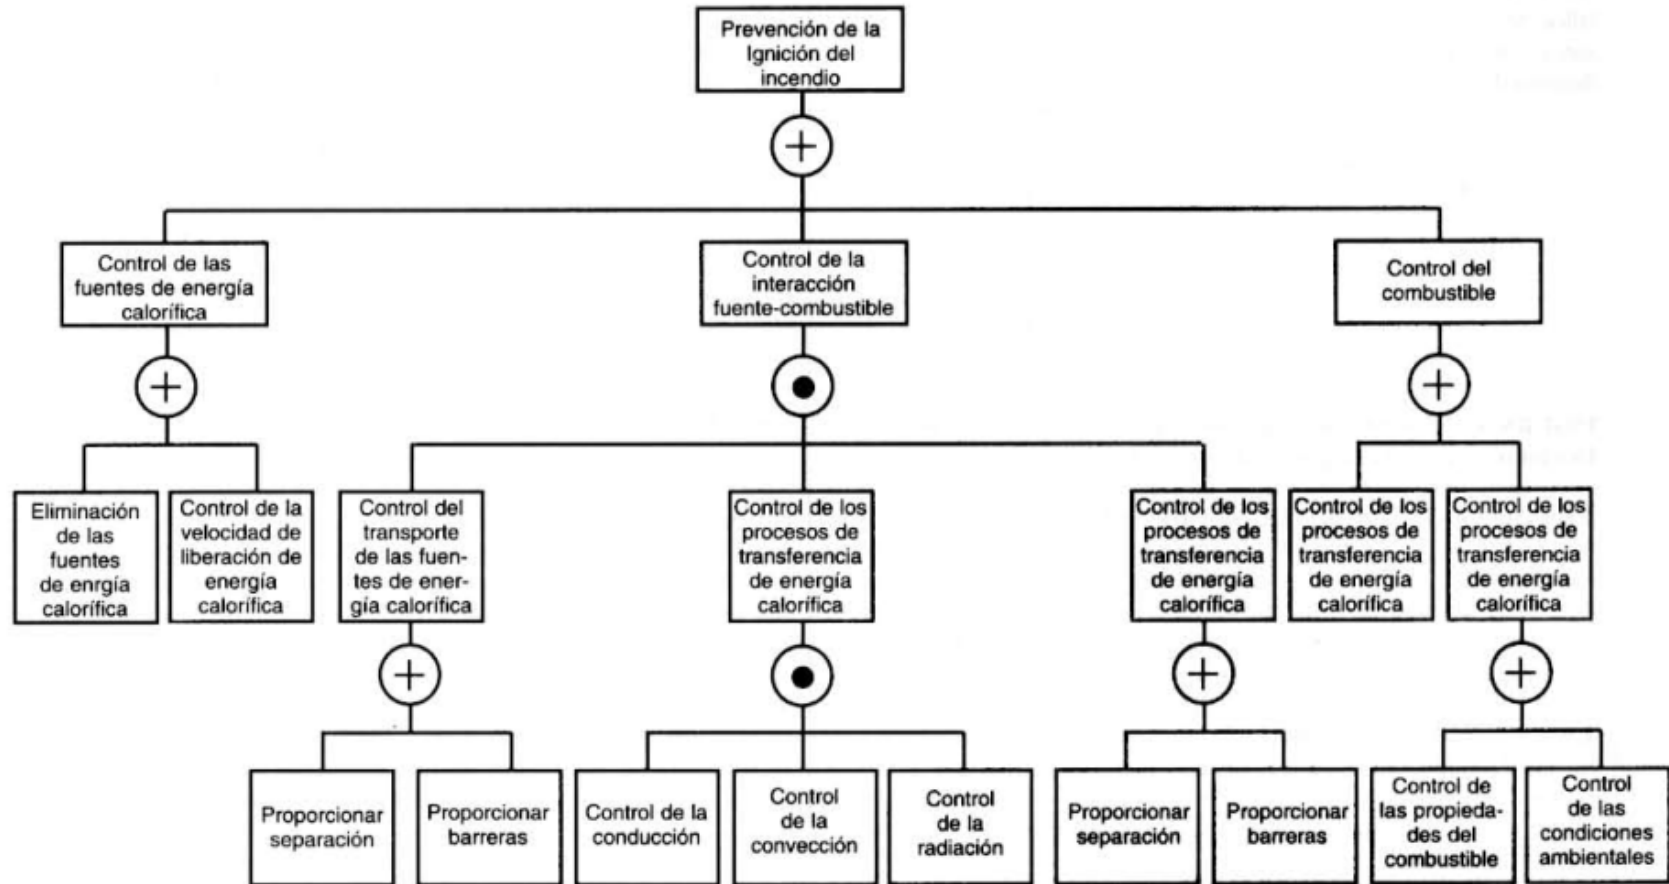 Prevención de la
Ignición del
incendio
Control de las
fuentes de energía
calorífica
Control de la
interacción
fuente-combustible
Control del
combustible
Eliminación
de las
fuentes
de enrgía
calorífica
Control de la
velocidad de
liberación de
energía
calorífica
Control del
transporte
de las fuen-
tes de ener-
gía calorífica
Control de los
procesos de
transferencia
de energía
calorífica
Control de los
procesos de
transferencia
de energía
calorífica
Control de los
procesos de
transferencia
de energía
calorífica
Control de los
procesos de
transferencia
de energía
calorífica
Proporcionar
separación
Proporcionar
barreras
Control de la
conducción
Control
de la
convección
Control
de la
radiación
Proporcionar
separación
Proporcionar
barreras
Control de
las propieda-
des del
combustible
Control
de las
condiciones
ambientales